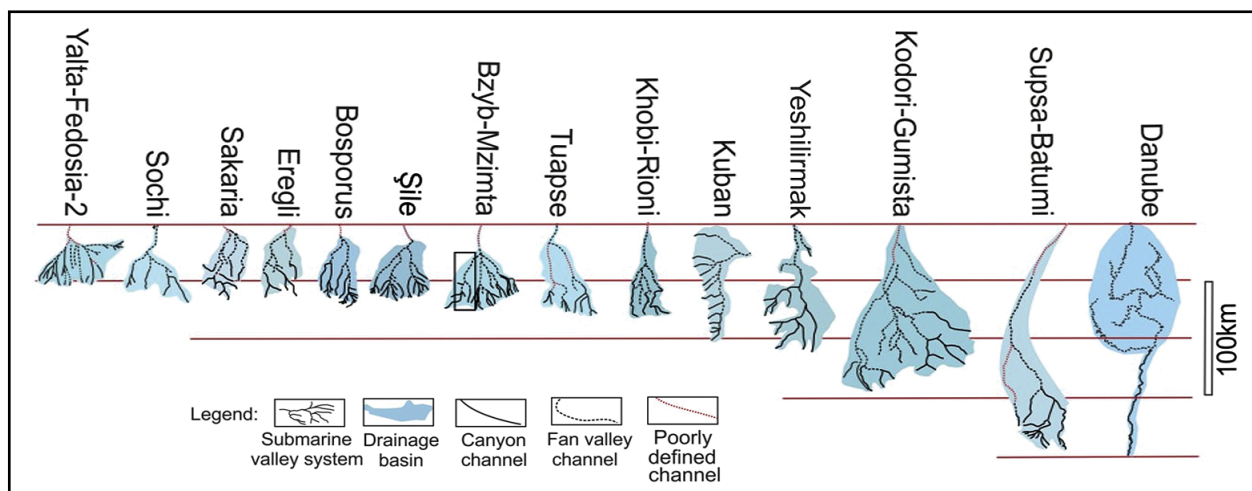 Yalta-Fedosia-2
Sochi
Sakaria
Eregli
Bosporus
Şile
Bzyb-Mzimta
Tuapse
Khobi-Rioni
Kuban
Yeshilirmak
Kodori-Gumista
Supsa-Batumi
Danube
100km
Legend:
Submarine
valley system
Drainage
basin
Canyon
channel
Fan valley
channel
Poorly
defined
channel